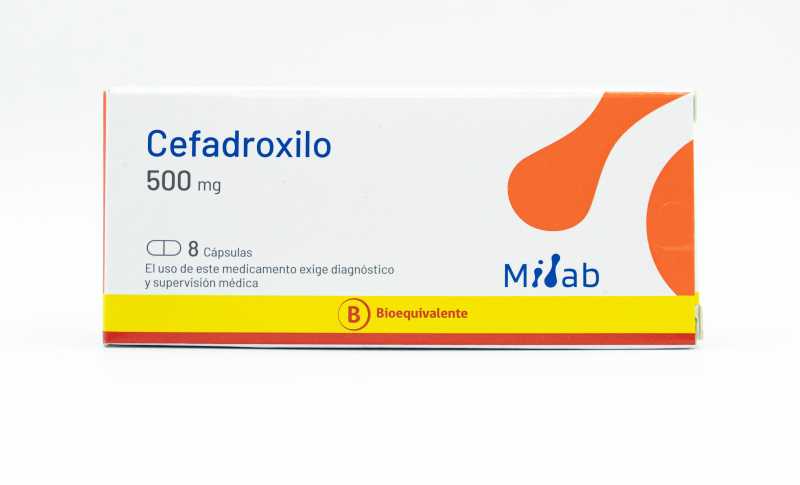 Cefadroxilo
500 mg
8 Cápsulas
El uso de este medicamento exige diagnóstico
y supervisión médica
Milab
B Bioequivalente